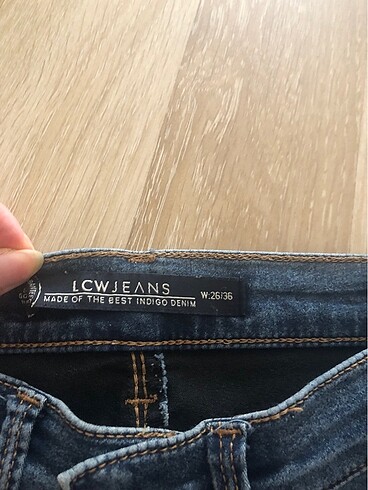 LCWJEANS
MADE OF THE BEST INDIGO DENIM
W:26/36